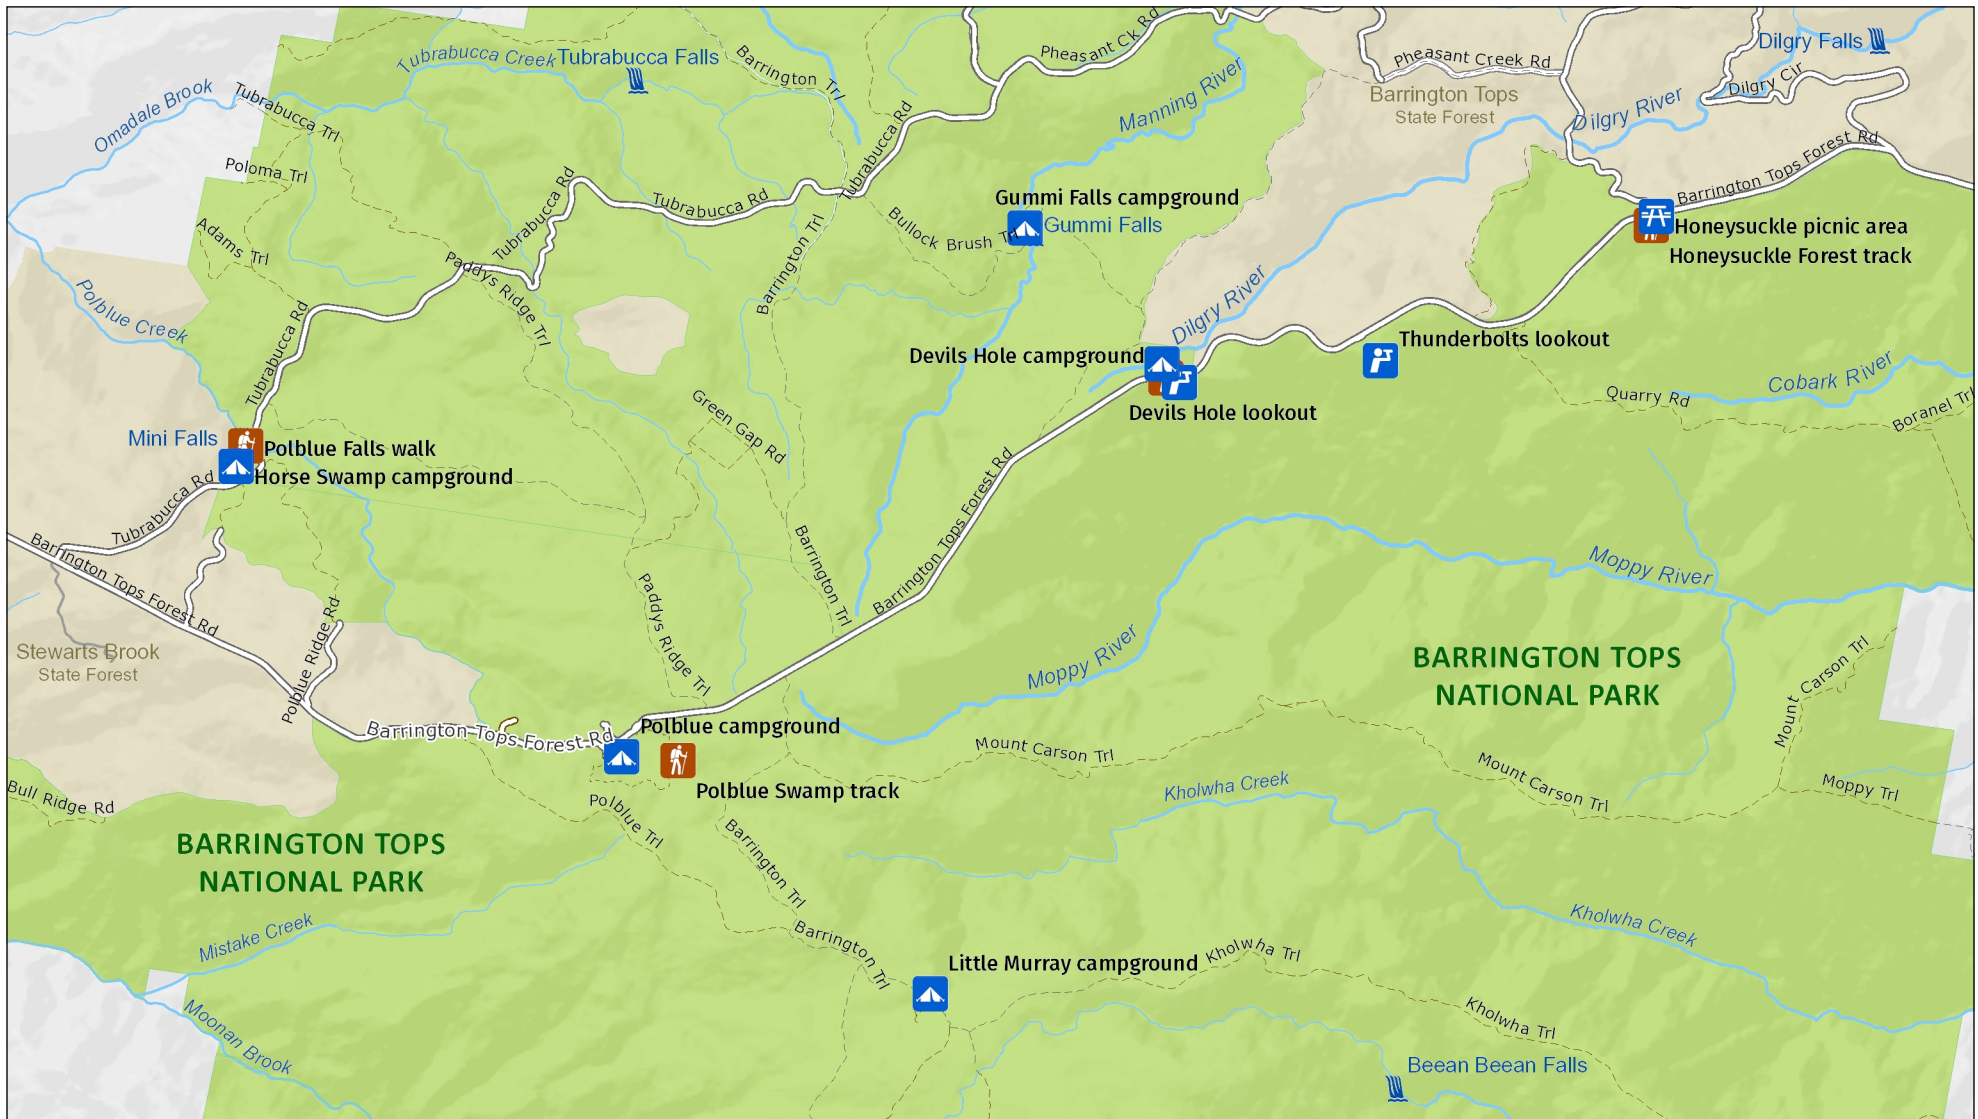 Tubrabucca Creek
Tubrabucca Falls
Barrington Trl
Pheasant Ck Rd
Manning River
Pheasant Creek Rd
Dilgry Falls
Dilgry Cir
Omadale Brook
Tubrabucca Trl
Barrington Tops
State Forest
Dilgry River
Tubrabucca Rd
Barrington Tops Forest Rd
Poloma Trl
Tubrabucca Rd
Tubrabucca Rd
Gummi Falls campground
Gummi Falls
Bullock Brush Trl
Honeysuckle picnic area
Honeysuckle Forest track
Adams Trl
Paddys Ridge Trl
Barrington Trl
Polblue Creek
Dilgry River
Tubrabucca Rd
Devils Hole campground
Thunderbolts lookout
Devils Hole lookout
Cobark River
Quarry Rd
Boranel Trl
Green Gap Rd
Mini Falls
Polblue Falls walk
Horse Swamp campground
Tubrabucca Rd
Barrington Tops Forest Rd
Barrington Tops Forest Rd
Barrington Trl
Paddys Ridge Trl
Moppy River
Polblue Ridge Rd
Stewarts Brook
State Forest
Moppy River
BARRINGTON TOPS
NATIONAL PARK
Mount Carson Trl
Barrington Tops Forest Rd
Polblue campground
Polblue Swamp track
Mount Carson Trl
Mount Carson Trl
Moppy Trl
Kholwha Creek
Bull Ridge Rd
Polblue Trl
Barrington Trl
BARRINGTON TOPS
NATIONAL PARK
Mistake Creek
Barrington Trl
Kholwha Creek
Little Murray campground
Kholwha Trl
Kholwha Trl
Moonan Brook
Beean Beean Falls